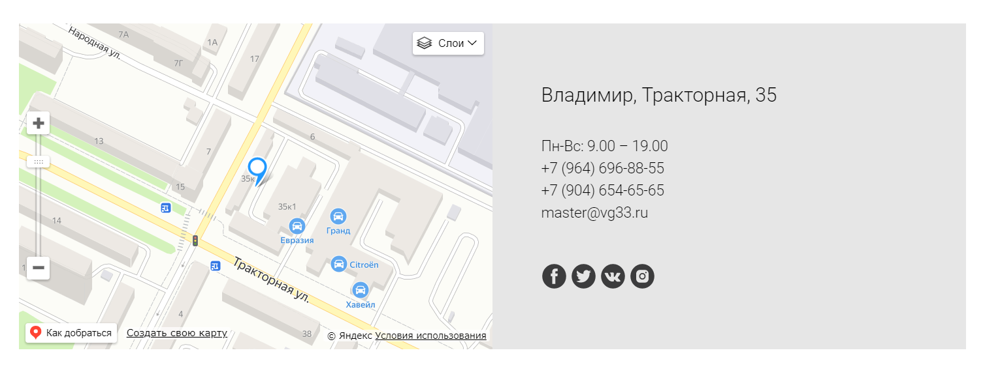 Народная ул.
7А
1А
7Г
17
Слои
13
7
6
35к
15
35к1
14
Гранд
Евразия
Citroën
Тракторная ул.
Хавейл
4
38
1
Как добраться
Создать свою карту
© Яндекс Условия использования
Владимир, Тракторная, 35
Пн-Вс: 9.00 – 19.00
+7 (964) 696-88-55
+7 (904) 654-65-65
master@vg33.ru